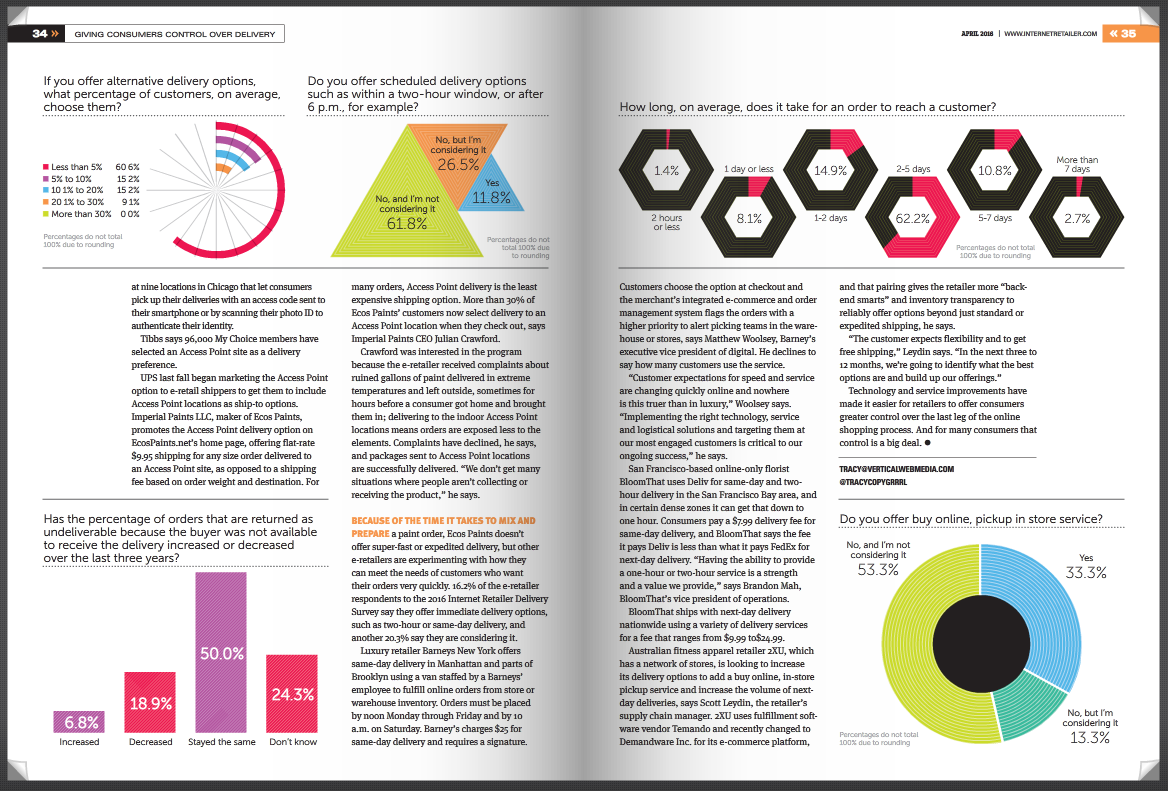 34 » GIVING CONSUMERS CONTROL OVER DELIVERY
If you offer alternative delivery options,
what percentage of customers, on average,
choose them?
Less than 5% 60 6%
5% to 10% 15 2%
10 1% to 20% 15 2%
20 1% to 30% 9 1%
More than 30% 0 0%
Percentages do not total
100% due to rounding
Do you offer scheduled delivery options
such as within a two-hour window, or after
6 p.m., for example?
No, but I'm
considering it
26.5%
Yes
11.8%
No, and I'm not
considering it
61.8%
Percentages do not
total 100% due
to rounding
at nine locations in Chicago that let consumers
pick up their deliveries with an access code sent to
their smartphone or by scanning their photo ID to
authenticate their identity.
Tibbs says 96,000 My Choice members have
selected an Access Point site as a delivery
preference.
UPS last fall began marketing the Access Point
option to e-retail shippers to get them to include
Access Point locations as ship-to options.
Imperial Paints LLC, maker of Ecos Paints,
promotes the Access Point delivery option on
EcosPaints.net's home page, offering flat-rate
$9.95 shipping for any size order delivered to
an Access Point site, as opposed to a shipping
fee based on order weight and destination. For
many orders, Access Point delivery is the least
expensive shipping option. More than 30% of
Ecos Paints' customers now select delivery to an
Access Point location when they check out, says
Imperial Paints CEO Julian Crawford.
Crawford was interested in the program
because the e-retailer received complaints about
ruined gallons of paint delivered in extreme
temperatures and left outside, sometimes for
hours before a consumer got home and brought
them in; delivering to the indoor Access Point
locations means orders are exposed less to the
elements. Complaints have declined, he says,
and packages sent to Access Point locations
are successfully delivered. “We don't get many
situations where people aren't collecting or
receiving the product,” he says.
BECAUSE OF THE TIME IT TAKES TO MIX AND
PREPARE a paint order, Ecos Paints doesn't
offer super-fast or expedited delivery, but other
e-retailers are experimenting with how they
can meet the needs of customers who want
their orders very quickly. 16.2% of the e-retailer
respondents to the 2016 Internet Retailer Delivery
Survey say they offer immediate delivery options,
such as two-hour or same-day delivery, and
another 20.3% say they are considering it.
Luxury retailer Barneys New York offers
same-day delivery in Manhattan and parts of
Brooklyn using a van staffed by a Barneys'
employee to fulfill online orders from store or
warehouse inventory. Orders must be placed
by noon Monday through Friday and by 10
a.m. on Saturday. Barney's charges $25 for
same-day delivery and requires a signature.
Has the percentage of orders that are returned as
undeliverable because the buyer was not available
to receive the delivery increased or decreased
over the last three years?
6.8%
18.9%
50.0%
24.3%
Increased Decreased Stayed the same Don't know
APRIL 2016 | WWW.INTERNETRETAILER.COM « 35
How long, on average, does it take for an order to reach a customer?
1.4%
2 hours
or less
1 day or less
8.1%
14.9%
1-2 days
2-5 days
62.2%
10.8%
5-7 days
More than
7 days
2.7%
Percentages do not total
100% due to rounding
Customers choose the option at checkout and
the merchant's integrated e-commerce and order
management system flags the orders with a
higher priority to alert picking teams in the ware-
house or stores, says Matthew Woolsey, Barney's
executive vice president of digital. He declines to
say how many customers use the service.
“Customer expectations for speed and service
are changing quickly online and nowhere
is this truer than in luxury,” Woolsey says.
“Implementing the right technology, service
and logistical solutions and targeting them at
our most engaged customers is critical to our
ongoing success,” he says.
San Francisco-based online-only florist
BloomThat uses Deliv for same-day and two-
hour delivery in the San Francisco Bay area, and
in certain dense zones it can get that down to
one hour. Consumers pay a $7.99 delivery fee for
same-day delivery, and BloomThat says the fee
it pays Deliv is less than what it pays FedEx for
next-day delivery. “Having the ability to provide
a one-hour or two-hour service is a strength
and a value we provide,” says Brandon Mah,
BloomThat's vice president of operations.
BloomThat ships with next-day delivery
nationwide using a variety of delivery services
for a fee that ranges from $9.99 to$24.99.
Australian fitness apparel retailer 2XU, which
has a network of stores, is looking to increase
its delivery options to add a buy online, in-store
pickup service and increase the volume of next-
day deliveries, says Scott Leydin, the retailer's
supply chain manager. 2XU uses fulfillment soft-
ware vendor Temando and recently changed to
Demandware Inc. for its e-commerce platform,
and that pairing gives the retailer more “back-
end smarts” and inventory transparency to
reliably offer options beyond just standard or
expedited shipping, he says.
“The customer expects flexibility and to get
free shipping,” Leydin says. “In the next three to
12 months, we're going to identify what the best
options are and build up our offerings.”
Technology and service improvements have
made it easier for retailers to offer consumers
greater control over the last leg of the online
shopping process. And for many consumers that
control is a big deal. ●
TRACY@VERTICALWEBMEDIA.COM
@TRACYCOPYGRRRL
Do you offer buy online, pickup in store service?
No, and I'm not
considering it
53.3%
Yes
33.3%
No, but I'm
considering it
13.3%
Percentages do not total
100% due to rounding